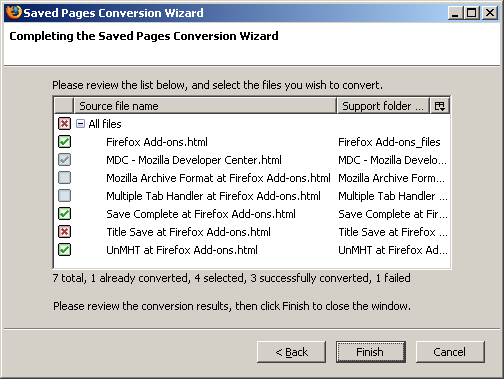 Saved Pages Conversion Wizard
Completing the Saved Pages Conversion Wizard
Please review the list below, and select the files you wish to convert.
Source file name Support folder ...
All files
Firefox Add-ons.html Firefox Add-ons_files
MDC - Mozilla Developer Center.html MDC - Mozilla Develo...
Mozilla Archive Format at Firefox Add-ons.html Mozilla Archive Form...
Multiple Tab Handler at Firefox Add-ons.html Multiple Tab Handler ...
Save Complete at Firefox Add-ons.html Save Complete at Fir...
Title Save at Firefox Add-ons.html Title Save at Firefox ...
UnMHT at Firefox Add-ons.html UnMHT at Firefox Ad...
7 total, 1 already converted, 4 selected, 3 successfully converted, 1 failed
Please review the conversion results, then click Finish to close the window.
< Back Finish Cancel